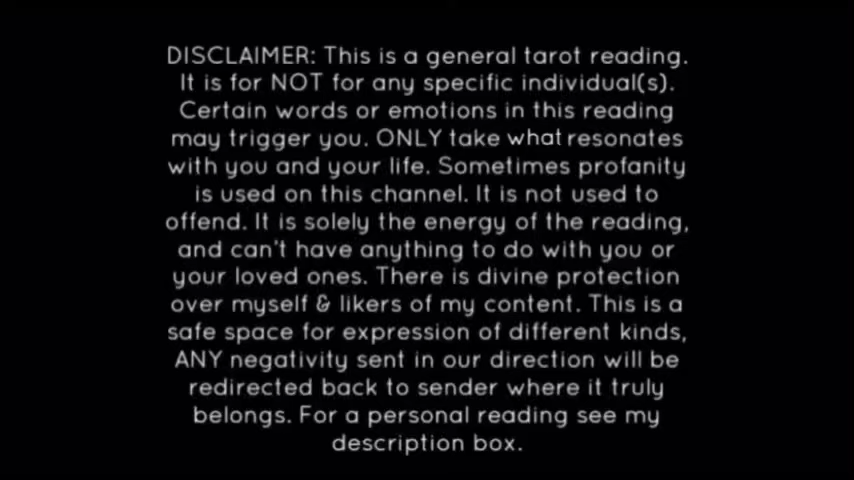 DISCLAIMER: This is a general tarot reading.
It is for NOT for any specific individual(s).
Certain words or emotions in this reading
may trigger you. ONLY take what resonates
with you and your life. Sometimes profanity
is used on this channel. It is not used to
offend. It is solely the energy of the reading,
and can't have anything to do with you or
your loved ones. There is divine protection
over myself & likers of my content. This is a
safe space for expression of different kinds,
ANY negativity sent in our direction will be
redirected back to sender where it truly
belongs. For a personal reading see my
description box.